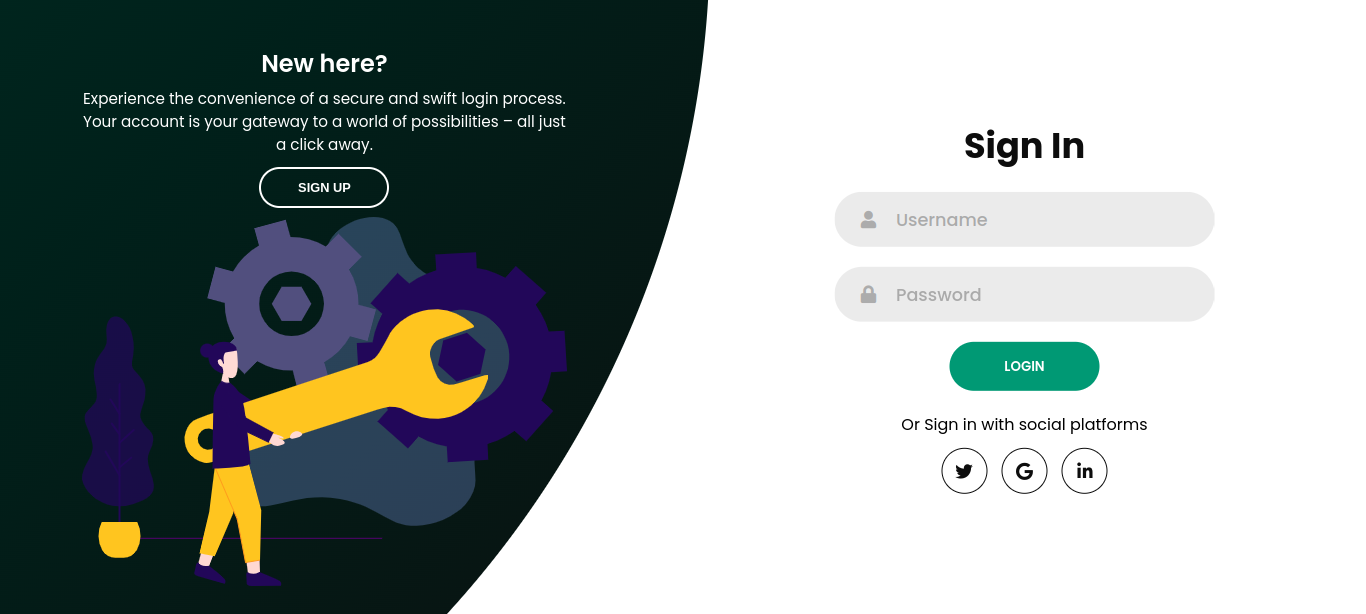 New here?
Experience the convenience of a secure and swift login process.
Your account is your gateway to a world of possibilities – all just
a click away.
SIGN UP
Sign In
Username
Password
LOGIN
Or Sign in with social platforms